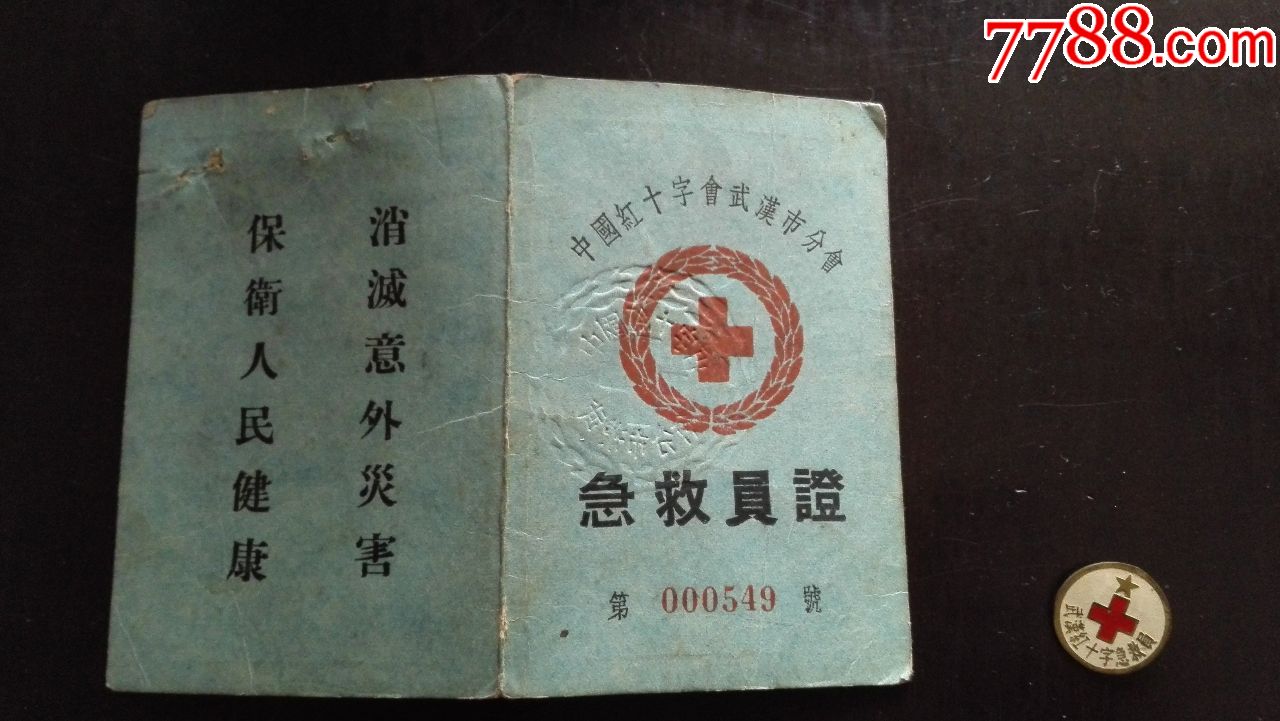 7788.com
中國紅十字會武漢市分會
急救員證
第 000549 號
消滅意外災害
保衛人民健康
武漢紅十字急救員